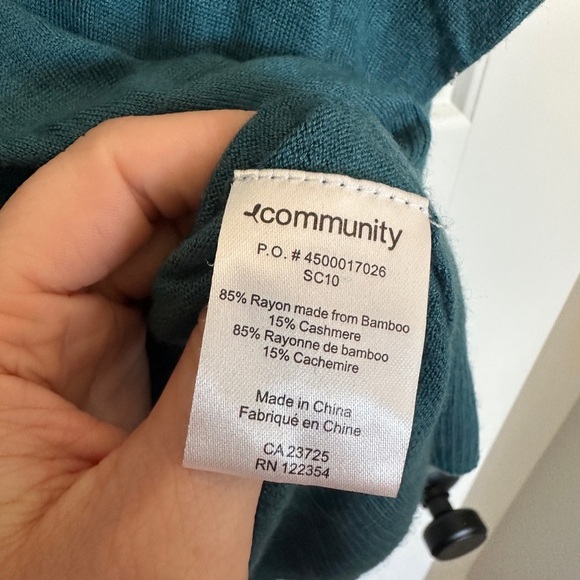 community
P.O. # 4500017026
SC10
85% Rayon made from Bamboo
15% Cashmere
85% Rayonne de bamboo
15% Cachemire
Made in China
Fabriqué en Chine
CA 23725
RN 122354